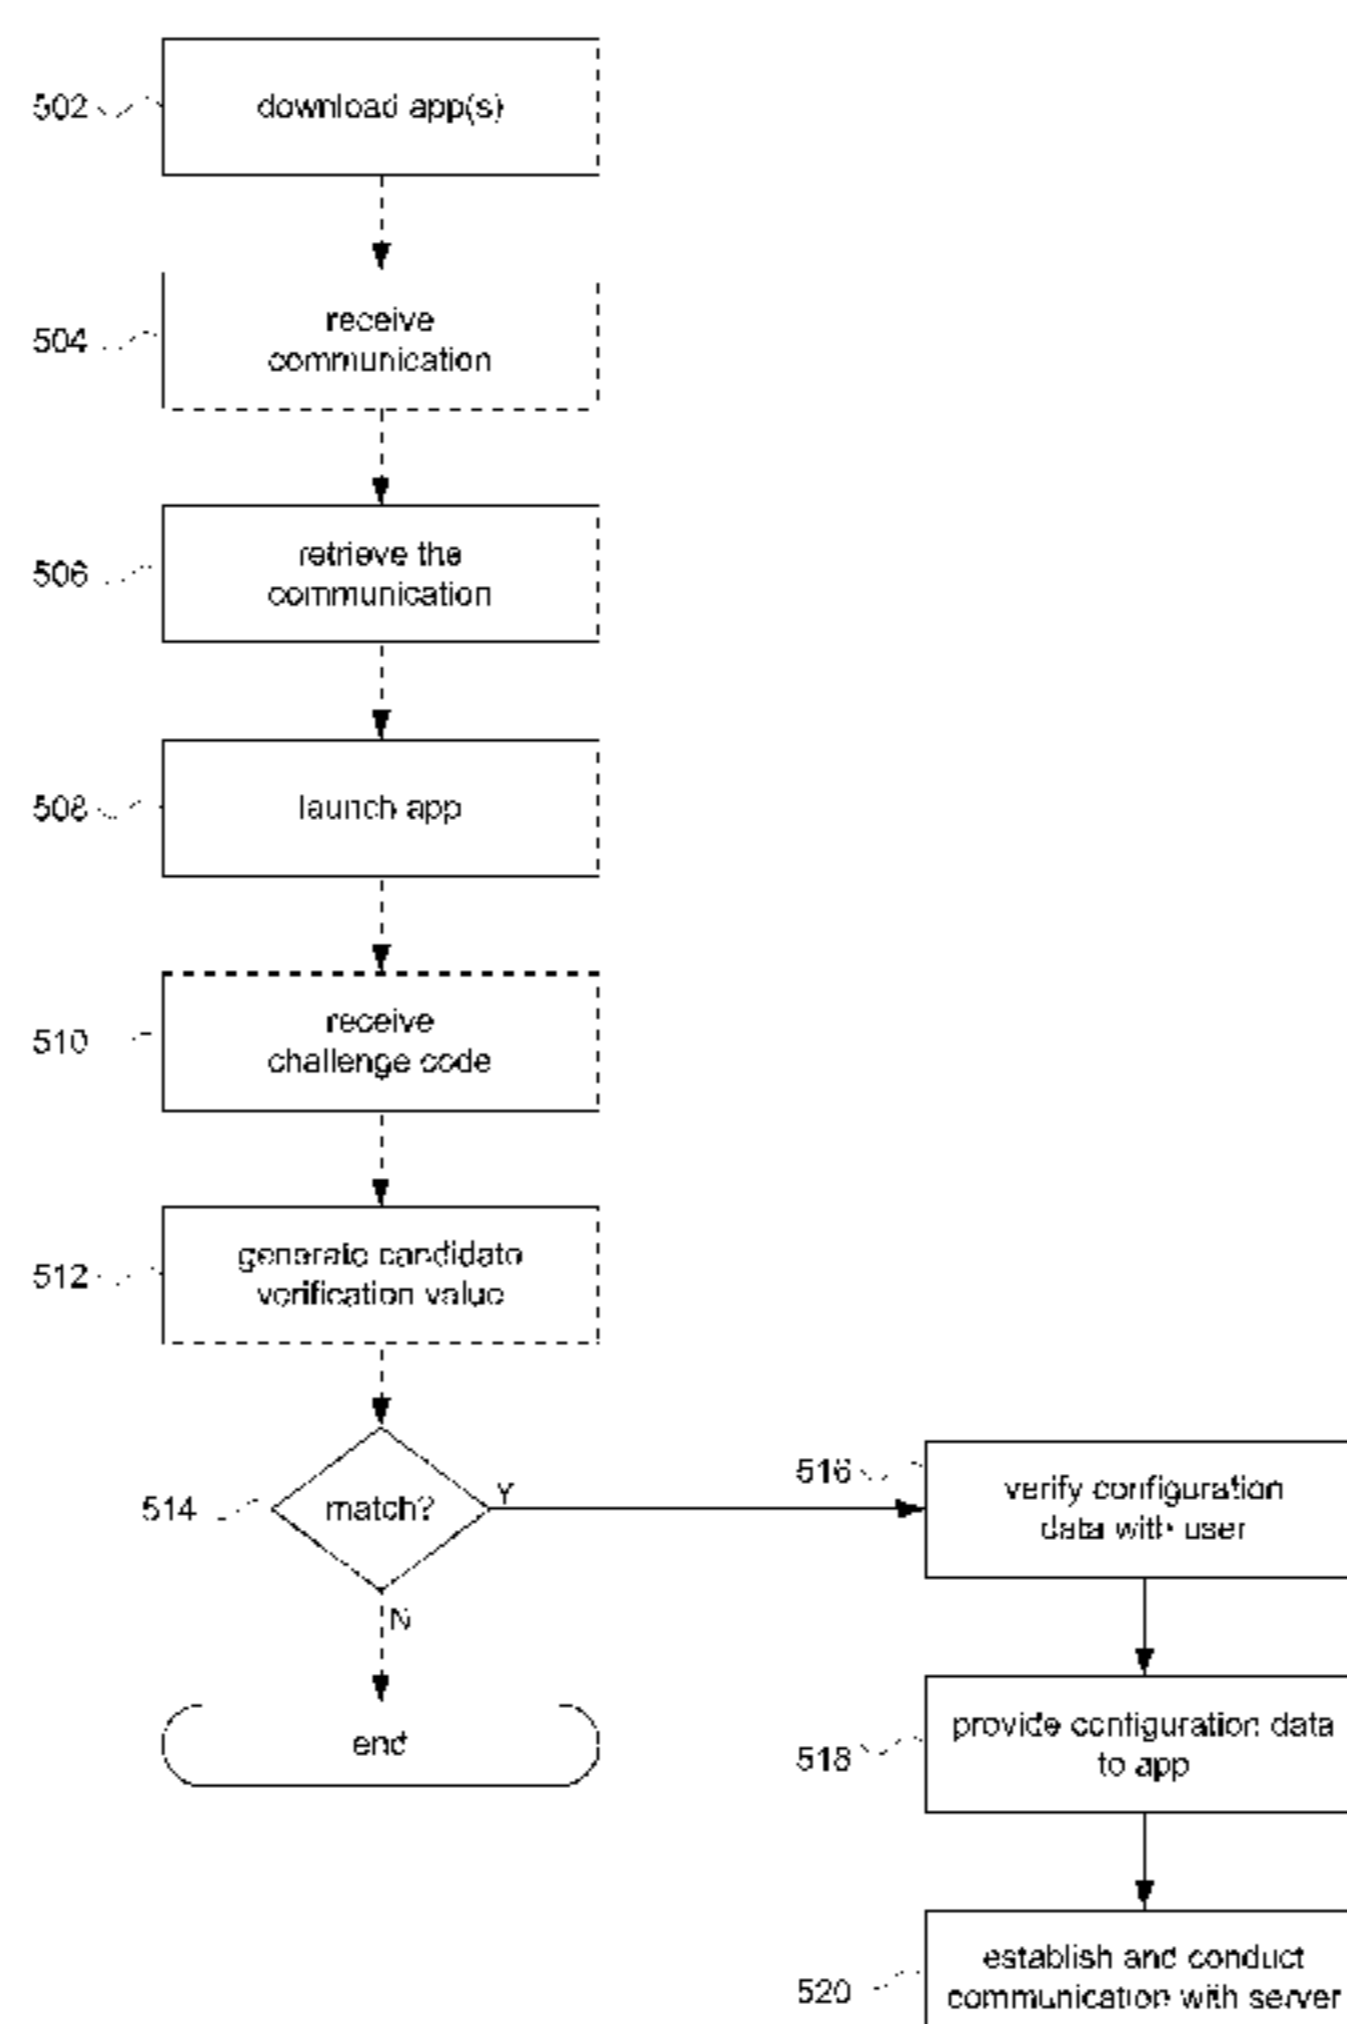 502
download app(s)
504
receive
communication
506
retrieve the
communication
508
launch app
510
receive
challenge code
512
generate candidate
verification value
514
match?
Y
N
end
516
verify configuration
data with user
518
provide configuration data
to app
520
establish and conduct
communication with server